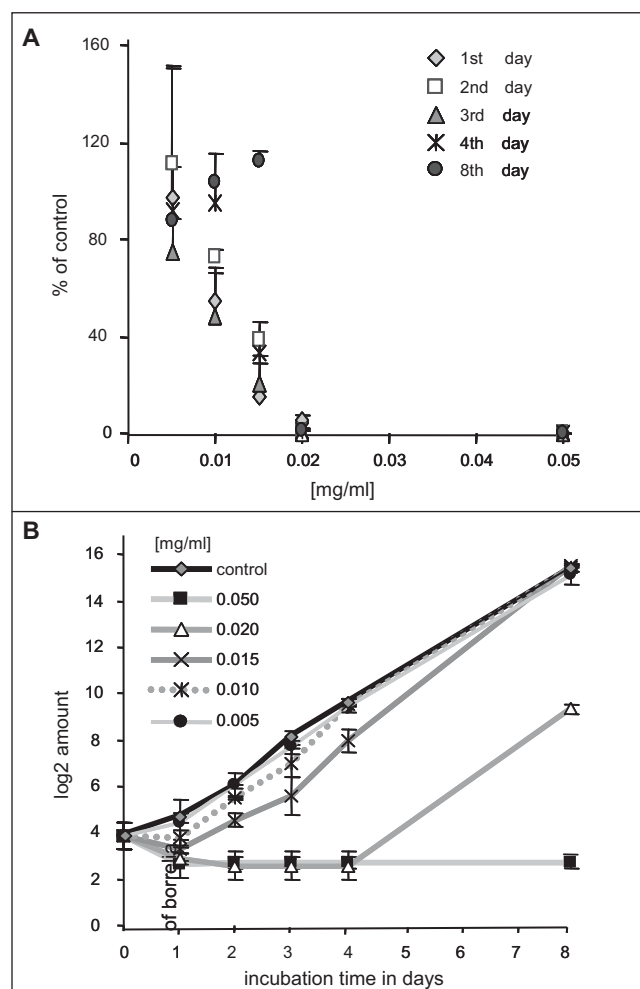 A
160
120
80
40
0
% of control
1st day
2nd day
3rd day
4th day
8th day
0 0.01 0.02 0.03 0.04 0.05
[mg/ml]
B
16
14
12
10
8
6
4
2
0
log2 amount
of borrelia
[mg/ml]
control
0.050
0.020
0.015
0.010
0.005
0 1 2 3 4 5 6 7 8
incubation time in days